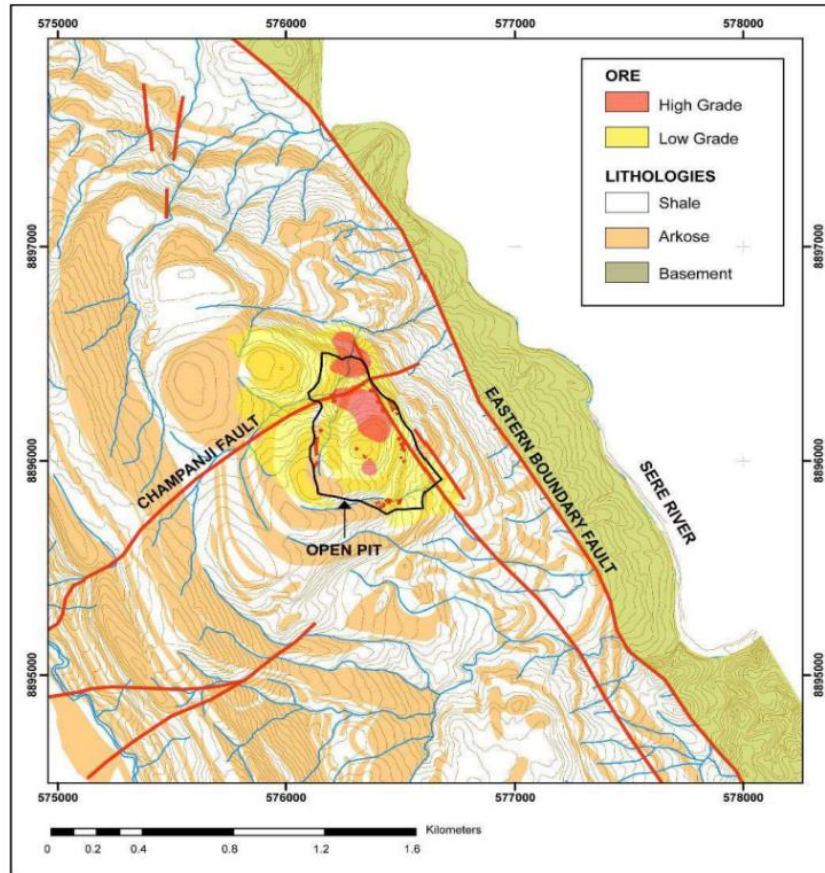 575000 576000 577000 578000
ORE
High Grade
Low Grade
LITHOLOGIES
Shale
Arkose
Basement
8897000 8897000
CHAMPANJI FAULT
EASTERN BOUNDARY FAULT
SERE RIVER
8896000 8896000
OPEN PIT
8895000 8895000
575000 576000 577000 578000
Kilometers
0 0.2 0.4 0.8 1.2 1.6